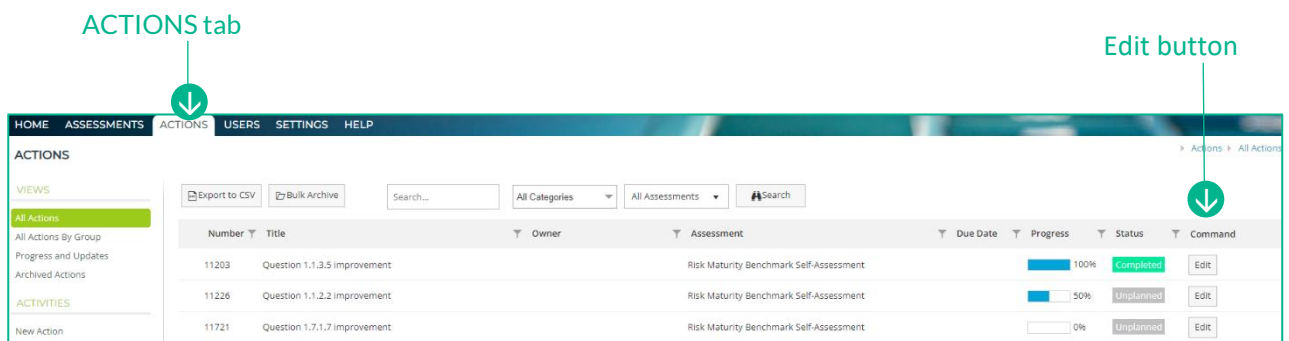 ACTIONS tab
Edit button
HOME ASSESSMENTS ACTIONS USERS SETTINGS HELP
ACTIONS
Actions All Actions
VIEWS
Export to CSV Bulk Archive Search... All Categories All Assessments Search
All Actions
Number Title Owner Assessment Due Date Progress Status Command
All Actions By Group
Progress and Updates
11203 Question 1.1.3.5 improvement Risk Maturity Benchmark Self-Assessment 100% Completed Edit
Archived Actions
11226 Question 1.1.2.2 improvement Risk Maturity Benchmark Self-Assessment 50% Unplanned Edit
ACTIVITIES
11721 Question 1.7.1.7 improvement Risk Maturity Benchmark Self-Assessment 0% Unplanned Edit
New Action